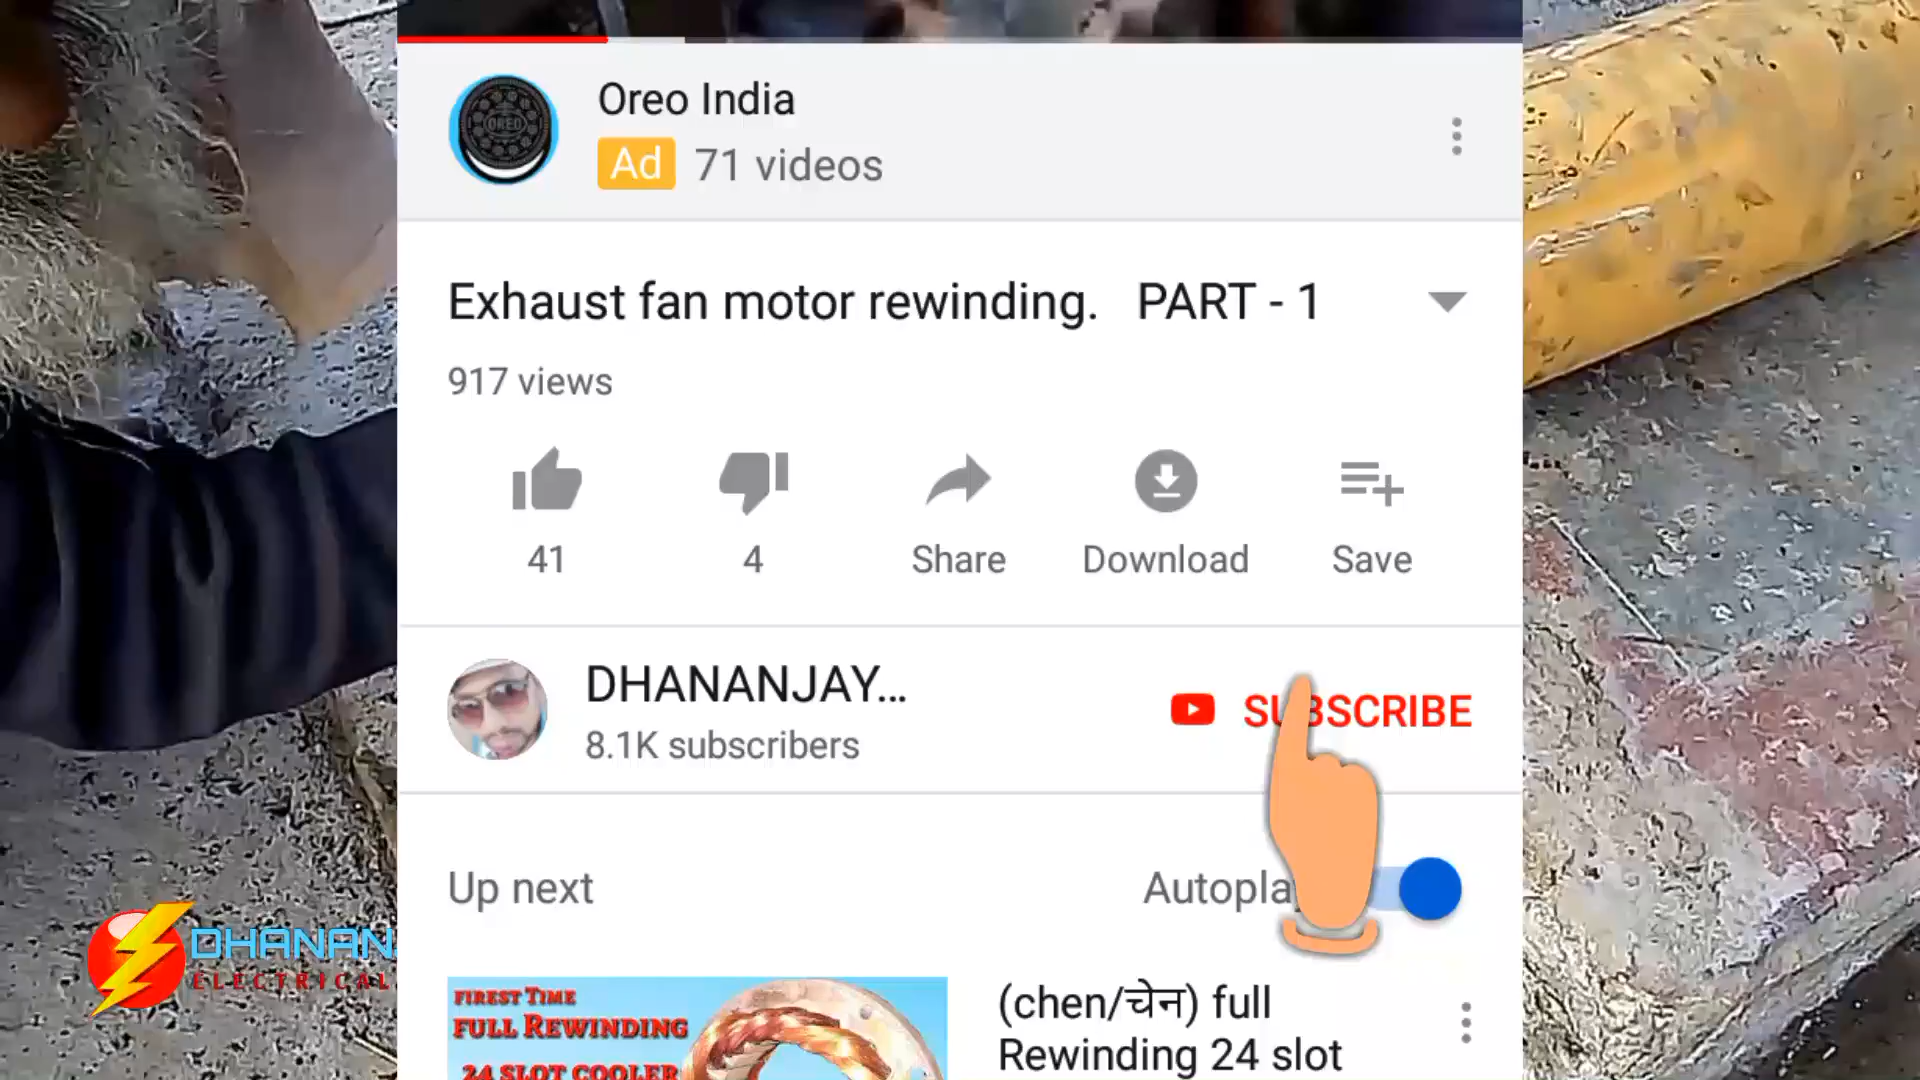 OREO
Oreo India
Ad 71 videos
Exhaust fan motor rewinding. PART - 1
917 views
41
4
Share
Download
Save
DHANANJAY...
8.1K subscribers
SUBSCRIBE
Up next
DHANAN
ELECTRICAL
FIREST TIME
FULL REWINDING
24 SLOT COOLER
(chen/चेन) full
Rewinding 24 slot